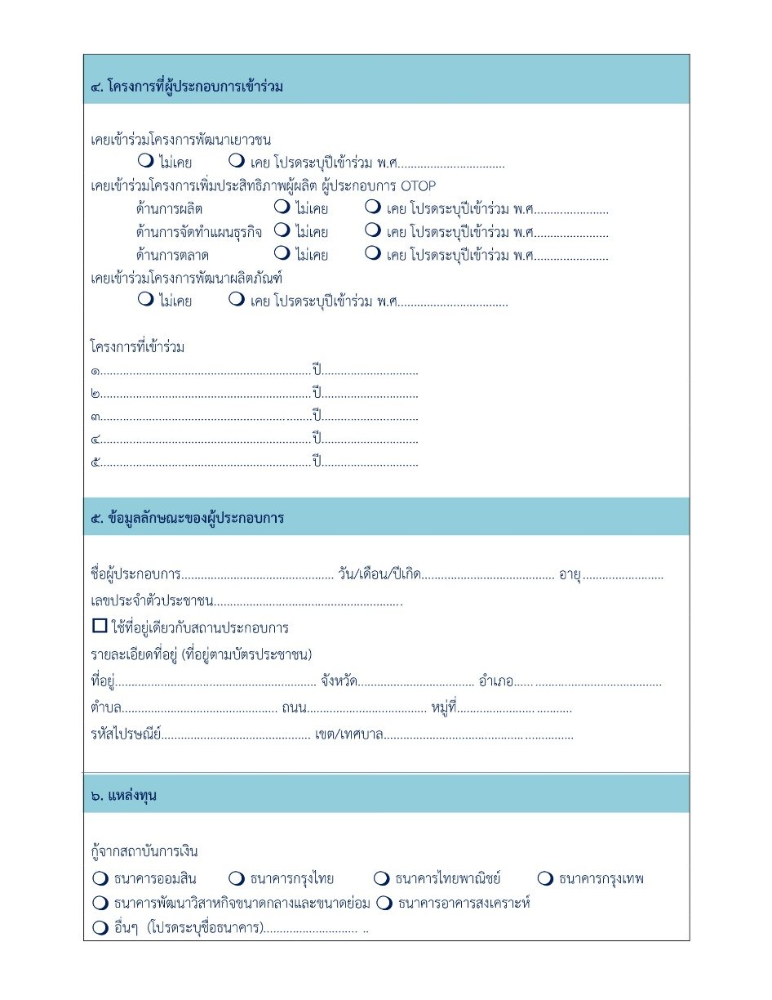 ๔. โครงการที่ผู้ประกอบการเข้าร่วม
เคยเข้าร่วมโครงการพัฒนาเยาวชน
❍ ไม่เคย ❍ เคย โปรดระบุปีเข้าร่วม พ.ศ.................................
เคยเข้าร่วมโครงการเพิ่มประสิทธิภาพผู้ผลิต ผู้ประกอบการ OTOP
ด้านการผลิต ❍ ไม่เคย ❍ เคย โปรดระบุปีเข้าร่วม พ.ศ.......................
ด้านการจัดทำแผนธุรกิจ ❍ ไม่เคย ❍ เคย โปรดระบุปีเข้าร่วม พ.ศ.......................
ด้านการตลาด ❍ ไม่เคย ❍ เคย โปรดระบุปีเข้าร่วม พ.ศ.......................
เคยเข้าร่วมโครงการพัฒนาผลิตภัณฑ์
❍ ไม่เคย ❍ เคย โปรดระบุปีเข้าร่วม พ.ศ..................................
โครงการที่เข้าร่วม
๑.................................................................ปี..............................
๒.................................................................ปี..............................
๓.................................................................ปี..............................
๔.................................................................ปี..............................
๕.................................................................ปี..............................
๕. ข้อมูลลักษณะของผู้ประกอบการ
ชื่อผู้ประกอบการ............................................... วัน/เดือน/ปีเกิด......................................... อายุ.........................
เลขประจำตัวประชาชน..........................................................
☐ ใช้ที่อยู่เดียวกับสถานประกอบการ
รายละเอียดที่อยู่ (ที่อยู่ตามบัตรประชาชน)
ที่อยู่.............................................................. จังหวัด.................................... อำเภอ...... .......................................
ตำบล................................................ ถนน..................................... หมู่ที่........................ ...........
รหัสไปรษณีย์.............................................. เขต/เทศบาล........................................... ...............
๖. แหล่งทุน
กู้จากสถาบันการเงิน
❍ ธนาคารออมสิน ❍ ธนาคารกรุงไทย ❍ ธนาคารไทยพาณิชย์ ❍ ธนาคารกรุงเทพ
❍ ธนาคารพัฒนาวิสาหกิจขนาดกลางและขนาดย่อม ❍ ธนาคารอาคารสงเคราะห์
❍ อื่นๆ (โปรดระบุชื่อธนาคาร)............................. ..